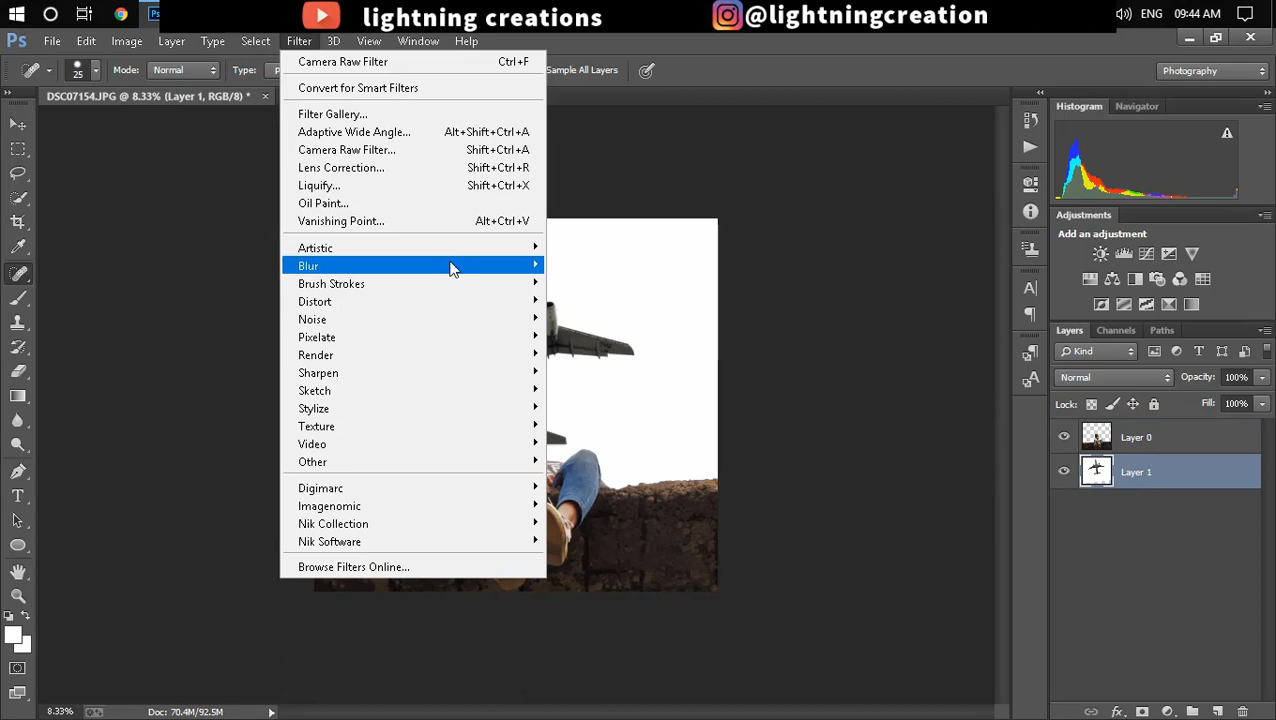 lightning creations @lightningcreation ENG 09:44 AM
Ps File Edit Image Layer Type Select Filter 3D View Window Help
25 Mode: Normal Type: Sample All Layers Photography
DSC07154.JPG @ 8.33% (Layer 1, RGB/8) *
Camera Raw Filter Ctrl+F
Convert for Smart Filters
Filter Gallery...
Adaptive Wide Angle... Alt+Shift+Ctrl+A
Camera Raw Filter... Shift+Ctrl+A
Lens Correction... Shift+Ctrl+R
Liquify... Shift+Ctrl+X
Oil Paint...
Vanishing Point... Alt+Ctrl+V
Artistic
Blur
Brush Strokes
Distort
Noise
Pixelate
Render
Sharpen
Sketch
Stylize
Texture
Video
Other
Digimarc
Imagenomic
Nik Collection
Nik Software
Browse Filters Online...
Histogram Navigator
Adjustments
Add an adjustment
Layers Channels Paths
Kind
Normal Opacity: 100%
Lock: Fill: 100%
Layer 0
Layer 1
8.33% Doc: 70.4M/92.5M